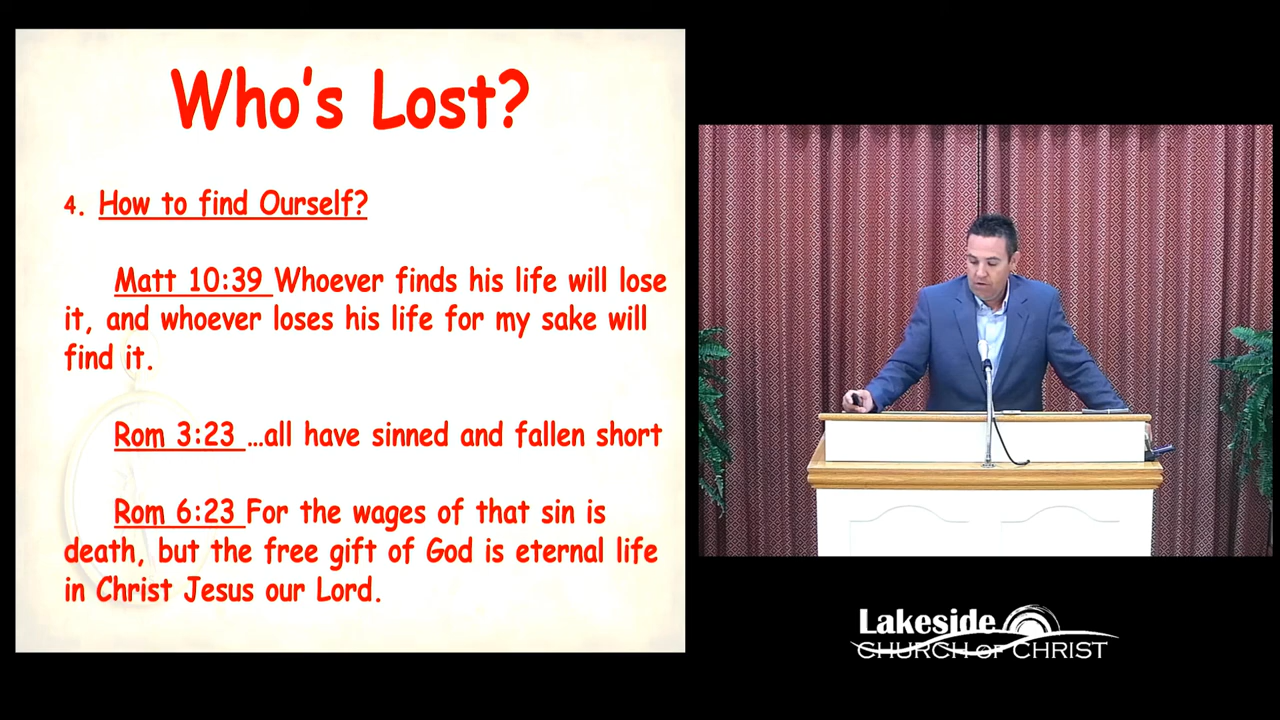 Who's Lost?
4. How to find Ourself?
Matt 10:39 Whoever finds his life will lose
it, and whoever loses his life for my sake will
find it.
Rom 3:23 …all have sinned and fallen short
Rom 6:23 For the wages of that sin is
death, but the free gift of God is eternal life
in Christ Jesus our Lord.
Lakeside
CHURCH OF CHRIST